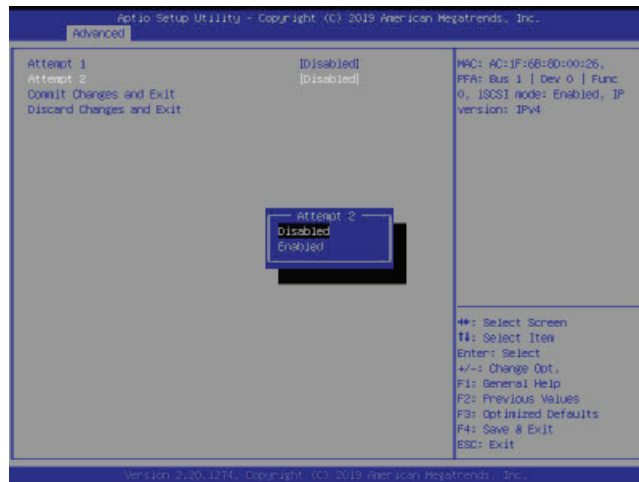 Aptio Setup Utility - Copyright (C) 2019 American Megatrends, Inc.
Advanced
Attempt 1 [Disabled]
Attempt 2 [Disabled]
Commit Changes and Exit
Discard Changes and Exit
MAC: AC:1F:6B:8D:00:26,
PFA: Bus 1 | Dev 0 | Func
0, iSCSI mode: Enabled, IP
version: IPv4
Attempt 2
Disabled
Enabled
→←: Select Screen
↑↓: Select Item
Enter: Select
+/-: Change Opt.
F1: General Help
F2: Previous Values
F3: Optimized Defaults
F4: Save & Exit
ESC: Exit
Version 2.20.1274. Copyright (C) 2019 American Megatrends, Inc.